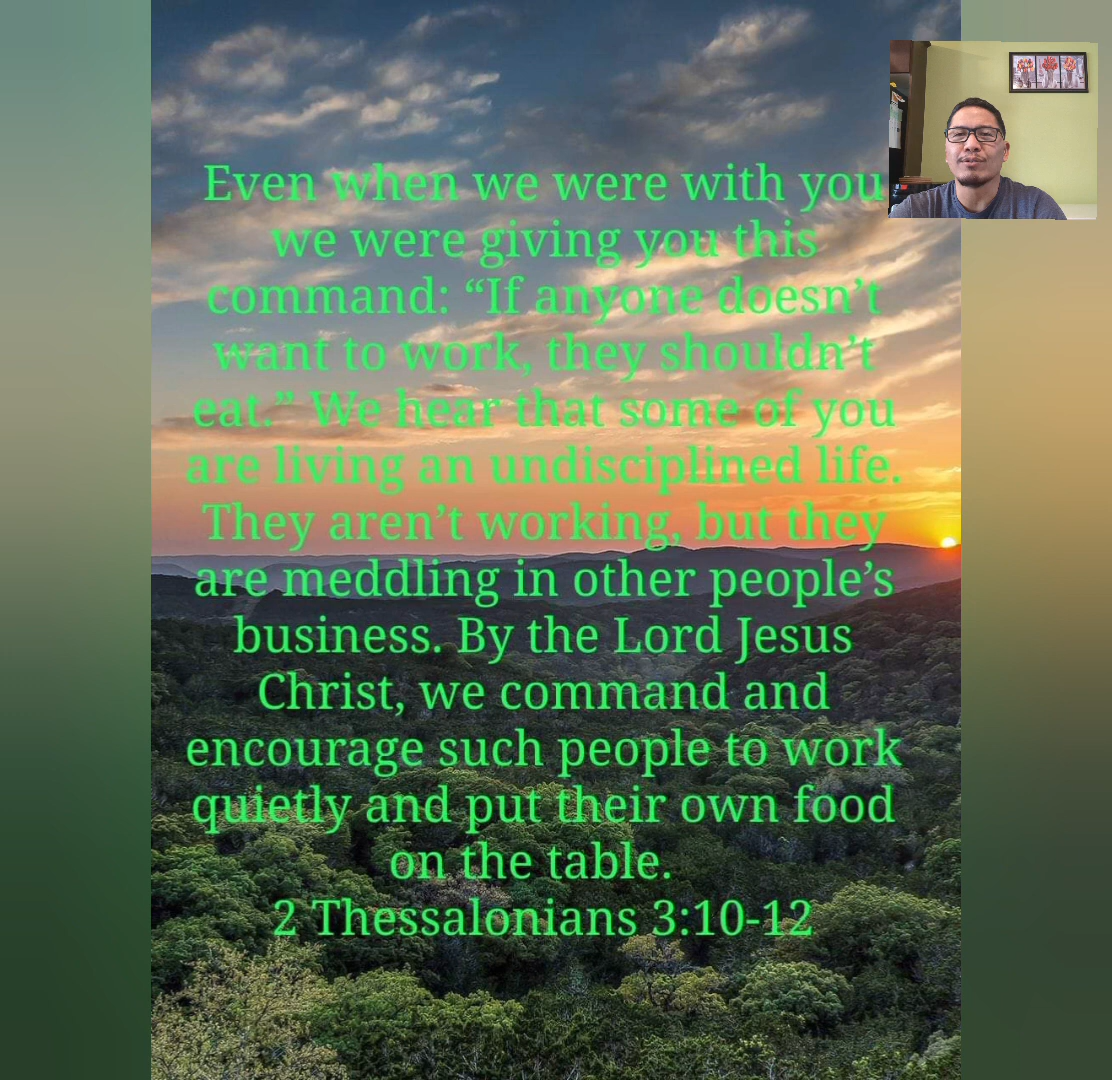 Even when we were with you
we were giving you this
command: “If anyone doesn’t
want to work, they shouldn’t
eat.” We hear that some of you
are living an undisciplined life.
They aren’t working, but they
are meddling in other people’s
business. By the Lord Jesus
Christ, we command and
encourage such people to work
quietly and put their own food
on the table.
2 Thessalonians 3:10-12